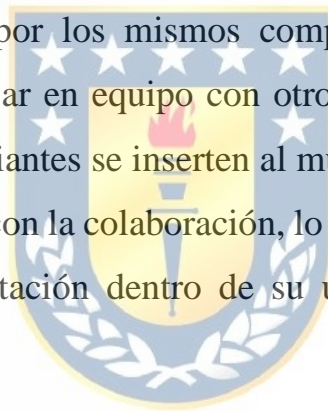 por los mismos comp
ar en equipo con otro
iantes se inserten al mu
con la colaboración, lo
tación dentro de su u